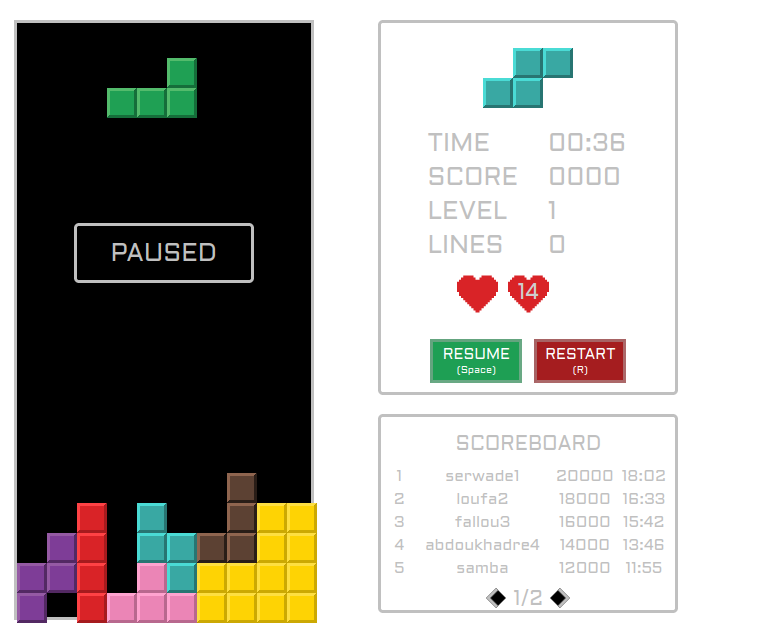 PAUSED
TIME 00:36
SCORE 0000
LEVEL 1
LINES 0
14
RESUME RESTART
(Space) (R)
SCOREBOARD
1 serwade1 20000 18:02
2 loufa2 18000 16:33
3 fallou3 16000 15:42
4 abdoukhadre4 14000 13:46
5 samba 12000 11:55
1/2